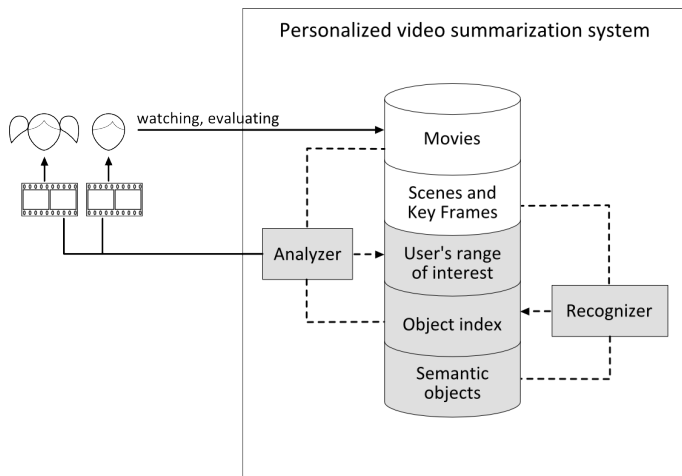 Personalized video summarization system
watching, evaluating
Movies
Scenes and
Key Frames
Analyzer
User's range
of interest
Object index
Recognizer
Semantic
objects